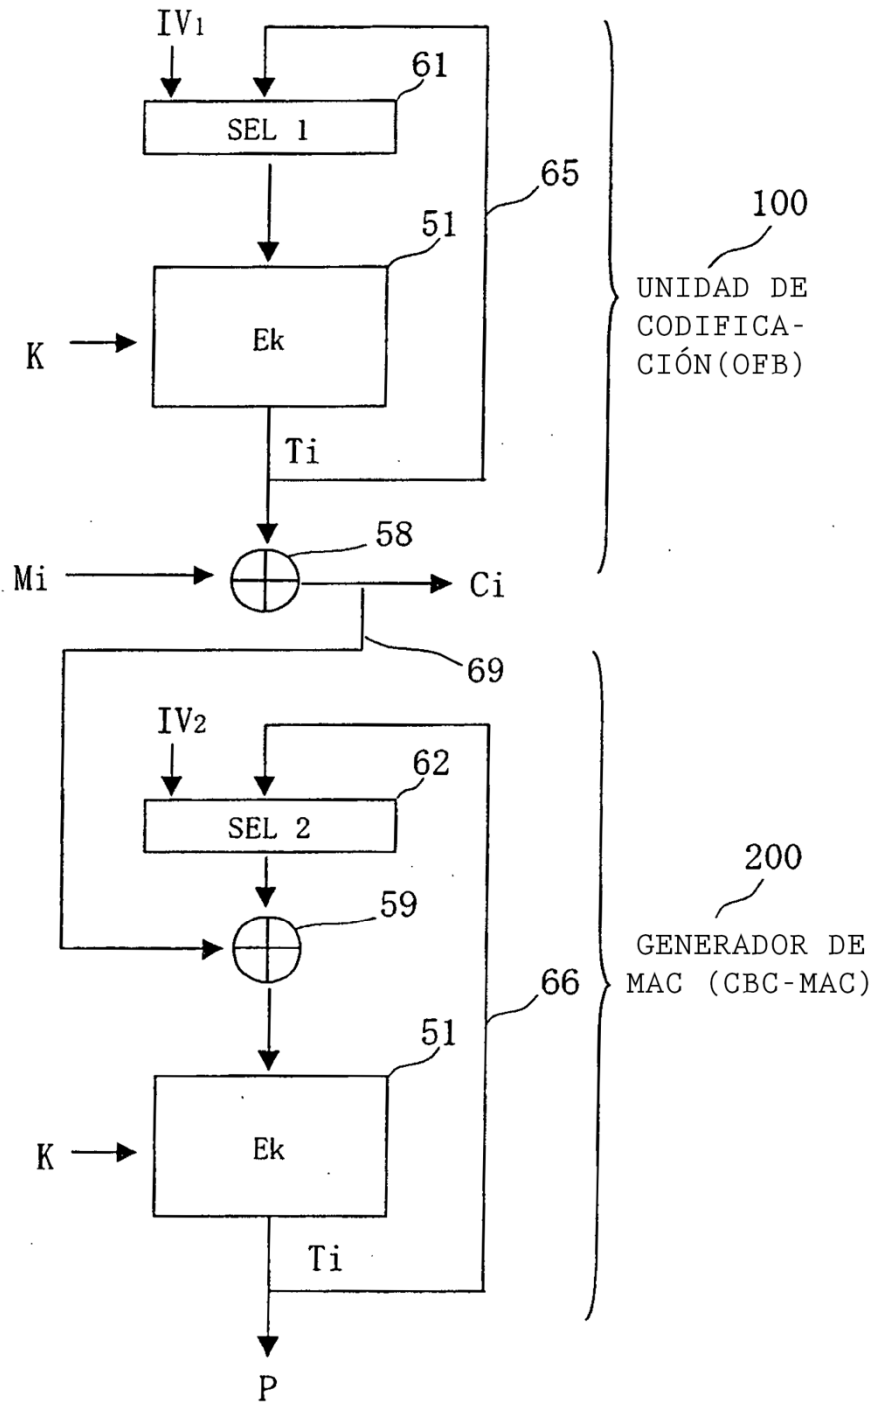 IV1
61
SEL 1
65
100
51
UNIDAD DE
CODIFICA-
CIÓN(OFB)
K
Ek
Ti
58
Mi
Ci
69
IV2
62
SEL 2
200
59
GENERADOR DE
MAC (CBC-MAC)
66
51
K
Ek
Ti
P